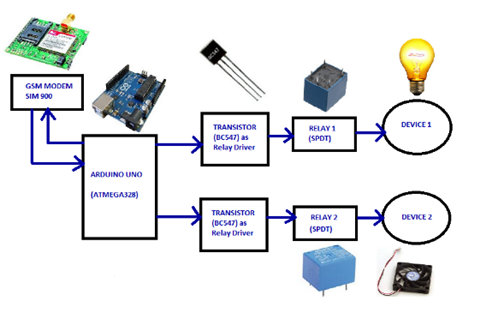 GSM MODEM
SIM 900
ARDUINO UNO
(ATMEGA328)
TRANSISTOR
(BC547) as
Relay Driver
RELAY 1
(SPDT)
DEVICE 1
TRANSISTOR
(BC547) as
Relay Driver
RELAY 2
(SPDT)
DEVICE 2